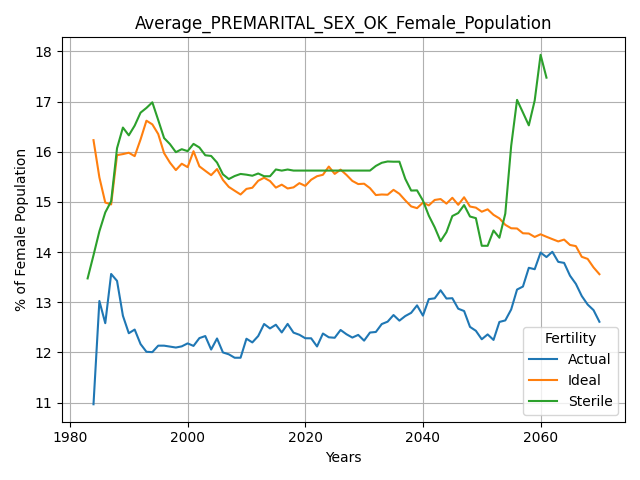 Average_PREMARITAL_SEX_OK_Female_Population
% of Female Population
18
17
16
15
14
13
12
11
1980
2000
2020
2040
2060
Years
Fertility
Actual
Ideal
Sterile